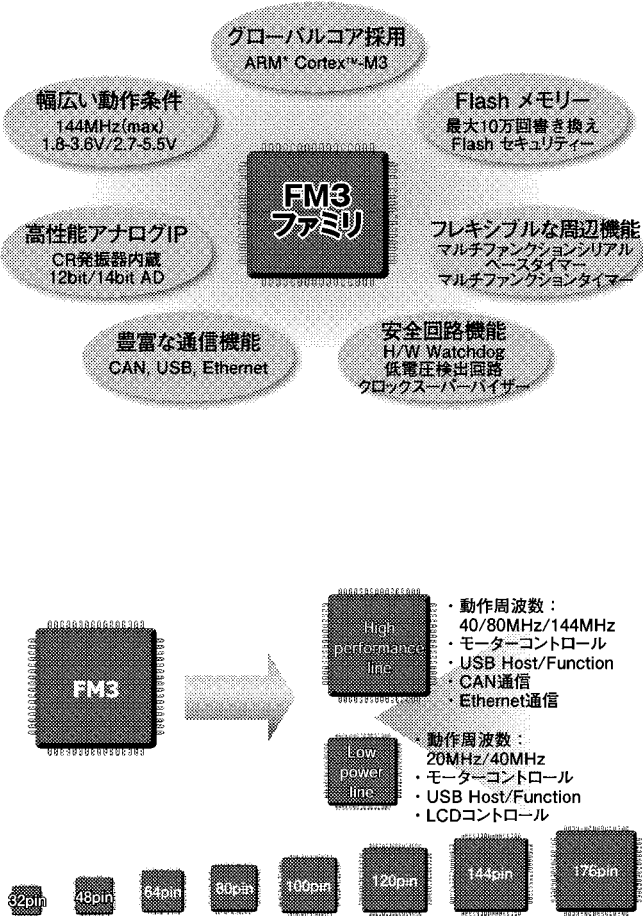 グローバルコア採用
ARM* Cortex™-M3
幅広い動作条件
144MHz(max)
1.8-3.6V/2.7-5.5V
Flash メモリー
最大10万回書き換え
Flash セキュリティー
FM3
ファミリ
高性能アナログIP
CR発振器内蔵
12bit/14bit AD
フレキシブルな周辺機能
マルチファンクションシリアル
ベースタイマー
マルチファンクションタイマー
豊富な通信機能
CAN, USB, Ethernet
安全回路機能
H/W Watchdog
低電圧検出回路
クロックスーパーバイザー
FM3
High
performance
line
・動作周波数：
40/80MHz/144MHz
・モーターコントロール
・USB Host/Function
・CAN通信
・Ethernet通信
Low
power
line
・動作周波数：
20MHz/40MHz
・モーターコントロール
・USB Host/Function
・LCDコントロール
32pin
48pin
64pin
80pin
100pin
120pin
144pin
176pin